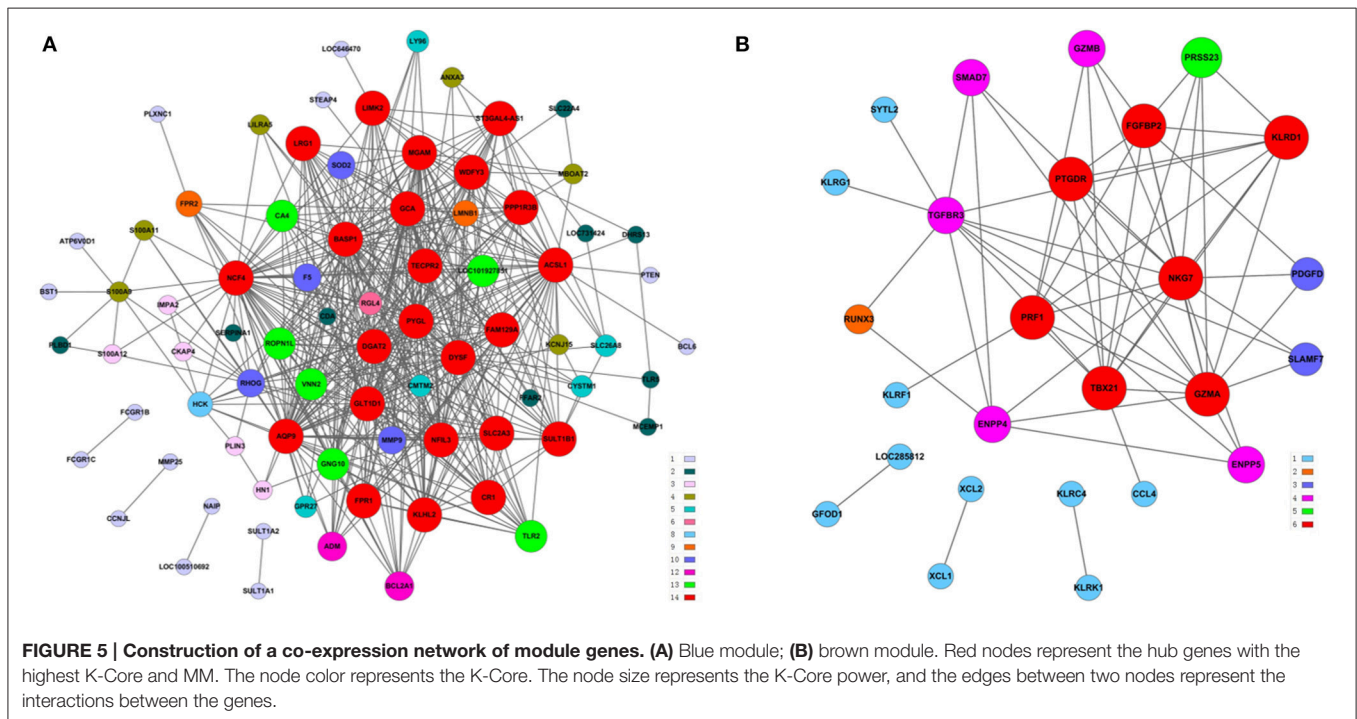 A
LY96
LOC646470
ANXA3
STEAP4
SLC22A4
PLXNC1
LIMK2
ST3GAL4-AS1
LILRA5
LRG1
MGAM
SOD2
WDFY3
MBOAT2
FPR2
GCA
PPP1R3B
CA4
LMNB1
S100A11
LOC731424
DHRS13
ATP6V0D1
BASP1
TECPR2
ACSL1
LOC101927851
PTEN
NCF4
F5
BST1
S100A9
IMPA2
RGL4
CDA
PYGL
SERPINA1
FAM129A
PLBD1
ROPN1L
DGAT2
KCNJ15
SLC26A8
BCL6
S100A12
CKAP4
DYSF
RHOG
VNN2
CMTM2
CYSTM1
TLR5
HCK
GLT1D1
FFAR2
FCGR1B
MCEMP1
AQP9
MMP9
NFIL3
SLC2A3
SULT1B1
PLIN3
FCGR1C
GNG10
MMP25
HN1
CR1
GPR27
FPR1
KLHL2
CCNJL
NAIP
TLR2
SULT1A2
ADM
LOC100510692
BCL2A1
SULT1A1
1
2
3
4
5
6
8
9
10
12
13
14
B
GZMB
PRSS23
SMAD7
SYTL2
FGFBP2
KLRD1
KLRG1
PTGDR
TGFBR3
NKG7
PDGFD
RUNX3
PRF1
SLAMF7
KLRF1
TBX21
GZMA
ENPP4
LOC285812
ENPP5
XCL2
KLRC4
CCL4
GFOD1
XCL1
KLRK1
1
2
3
4
5
6
FIGURE 5 | Construction of a co-expression network of module genes. (A) Blue module; (B) brown module. Red nodes represent the hub genes with the
highest K-Core and MM. The node color represents the K-Core. The node size represents the K-Core power, and the edges between two nodes represent the
interactions between the genes.